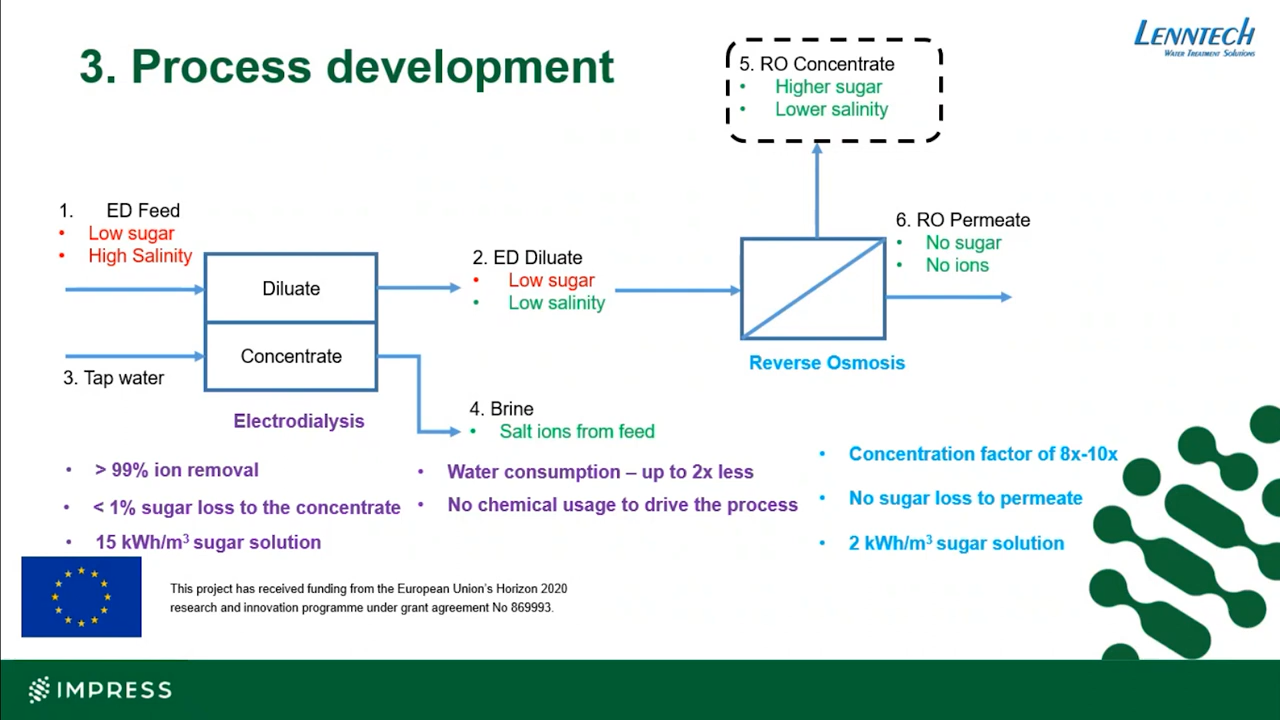 3. Process development
LENNTECH
WATER TREATMENT SOLUTIONS
5. RO Concentrate
• Higher sugar
• Lower salinity
1. ED Feed
• Low sugar
• High Salinity
Diluate
Concentrate
3. Tap water
Electrodialysis
2. ED Diluate
• Low sugar
• Low salinity
4. Brine
• Salt ions from feed
6. RO Permeate
• No sugar
• No ions
Reverse Osmosis
• > 99% ion removal
• < 1% sugar loss to the concentrate
• 15 kWh/m³ sugar solution
• Water consumption – up to 2x less
• No chemical usage to drive the process
• Concentration factor of 8x-10x
• No sugar loss to permeate
• 2 kWh/m³ sugar solution
This project has received funding from the European Union's Horizon 2020
research and innovation programme under grant agreement No 869993.
IMPRESS